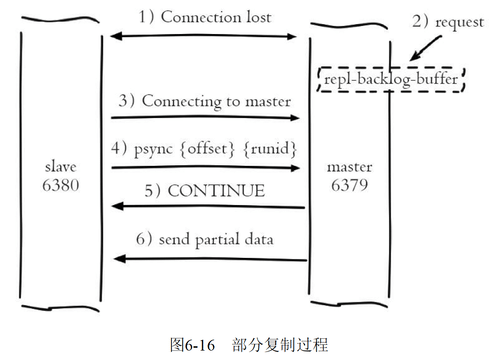 1) Connection lost
2) request
repl-backlog-buffer
3) Connecting to master
4) psync {offset} {runid}
slave
6380
master
6379
5) CONTINUE
6) send partial data
图6-16 部分复制过程